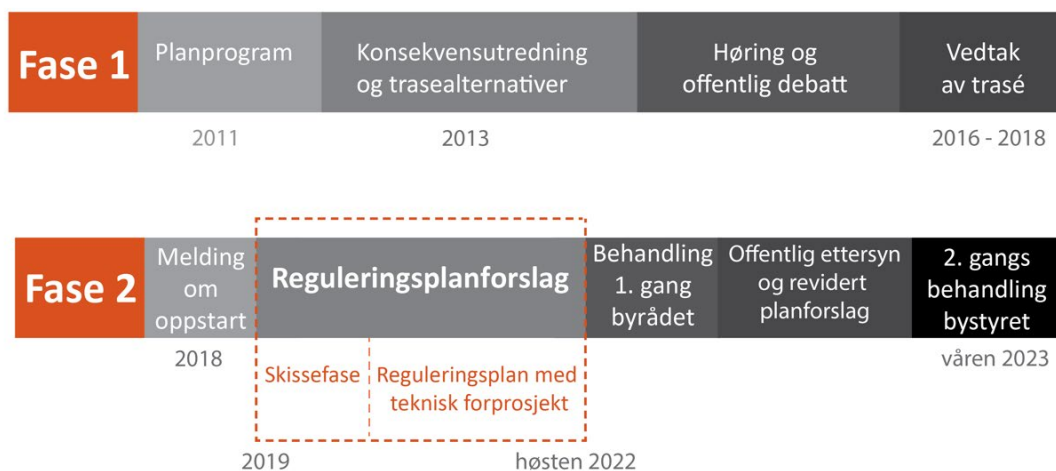 Fase 1
Planprogram
Konsekvensutredning
og trasealternativer
Høring og
offentlig debatt
Vedtak
av trasé
2011
2013
2016 - 2018
Fase 2
Melding
om
oppstart
Reguleringsplanforslag
Behandling
1. gang
byrådet
Offentlig ettersyn
og revidert
planforslag
2. gangs
behandling
bystyret
2018
Skissefase
Reguleringsplan med
teknisk forprosjekt
våren 2023
2019
høsten 2022